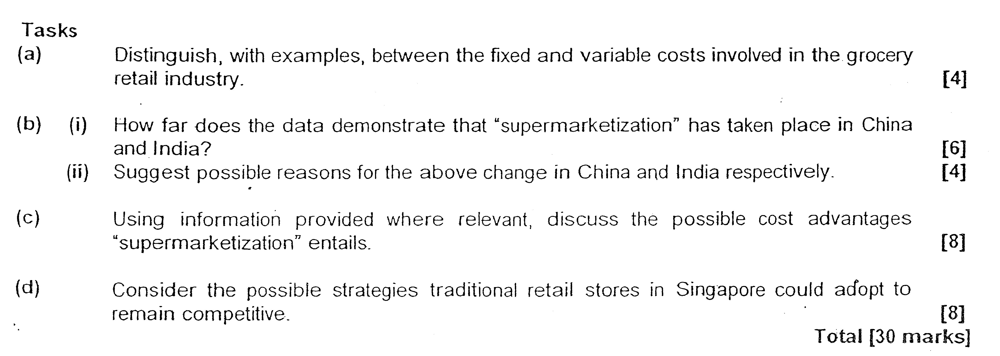 Tasks
(a) Distinguish, with examples, between the fixed and variable costs involved in the grocery
retail industry. [4]
(b) (i) How far does the data demonstrate that “supermarketization” has taken place in China
and India? [6]
(ii) Suggest possible reasons for the above change in China and India respectively. [4]
(c) Using information provided where relevant, discuss the possible cost advantages
“supermarketization” entails. [8]
(d) Consider the possible strategies traditional retail stores in Singapore could adopt to
remain competitive. [8]
Total [30 marks]